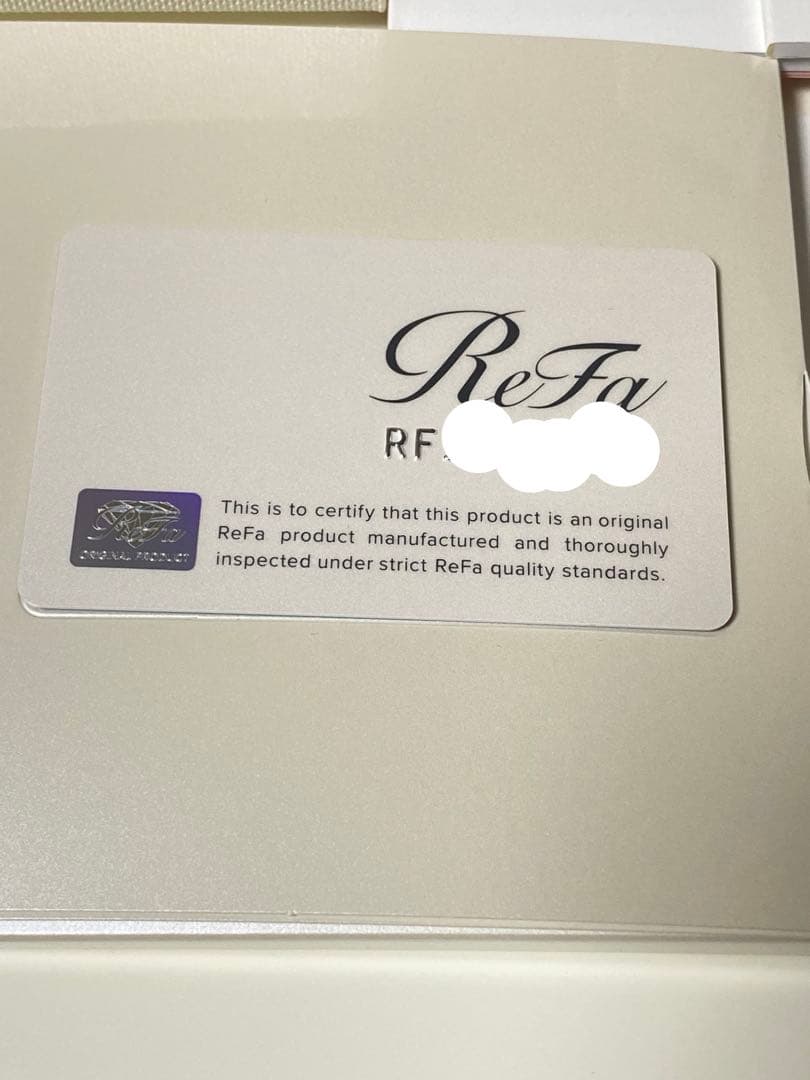 ReFa
RF
This is to certify that this product is an original
ReFa product manufactured and thoroughly
inspected under strict ReFa quality standards.
ReFa
ORIGINAL PRODUCT